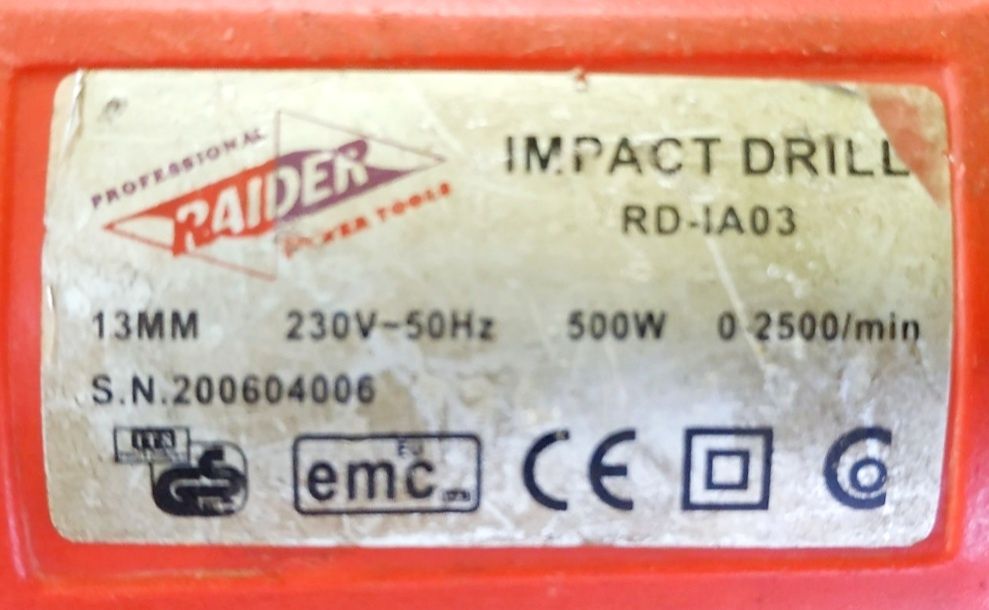 PROFESSIONAL
RAIDER
POWER TOOLS
IMPACT DRILL
RD-IA03
13MM 230V~50Hz 500W 0-2500/min
S.N.200604006
ITS GS emc CE